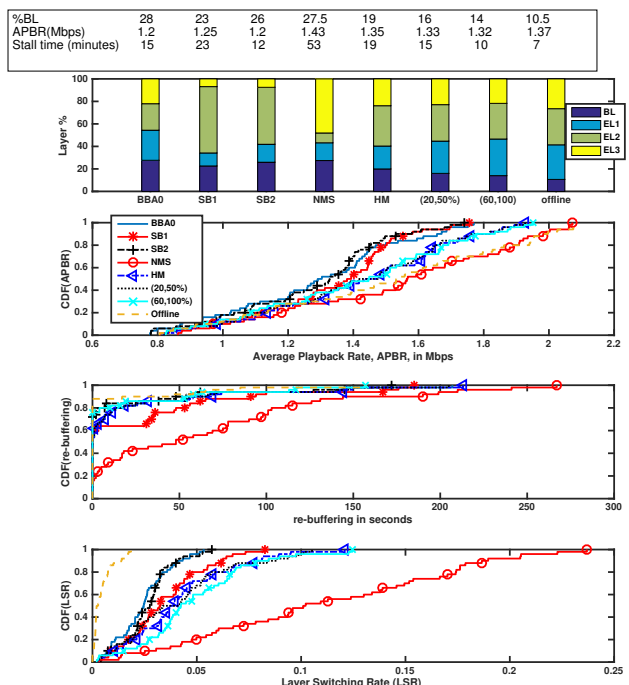 %BL 28 23 26 27.5 19 16 14 10.5
APBR(Mbps) 1.2 1.25 1.2 1.43 1.35 1.33 1.32 1.37
Stall time (minutes) 15 23 12 53 19 15 10 7
Layer %
100
80
60
40
20
0
BBA0 SB1 SB2 NMS HM (20,50%) (60,100) offline
BL
EL1
EL2
EL3
CDF(APBR)
1
0.8
0.6
0.4
0.2
0
BBA0
SB1
SB2
NMS
HM
(20,50%)
(60,100%)
Offline
0.6 0.8 1 1.2 1.4 1.6 1.8 2 2.2
Average Playback Rate, APBR, in Mbps
CDF(re-buffering)
1
0.8
0.6
0.4
0.2
0
0 50 100 150 200 250 300
re-buffering in seconds
CDF(LSR)
1
0.8
0.6
0.4
0.2
0
0 0.05 0.1 0.15 0.2 0.25
Layer Switching Rate (LSR)